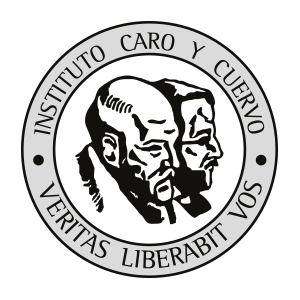 INSTITUTO CARO Y CUERVO
VERITAS LIBERABIT VOS